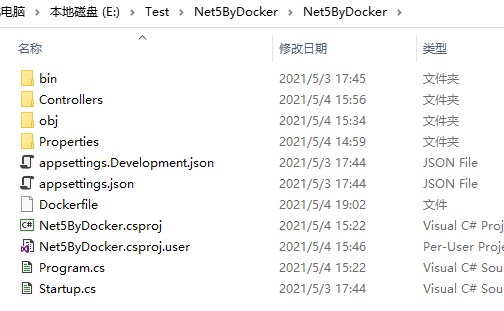 电脑 > 本地磁盘 (E:) > Test > Net5ByDocker > Net5ByDocker >
名称 修改日期 类型
bin 2021/5/3 17:45 文件夹
Controllers 2021/5/4 15:56 文件夹
obj 2021/5/4 15:34 文件夹
Properties 2021/5/4 14:59 文件夹
appsettings.Development.json 2021/5/3 17:44 JSON File
appsettings.json 2021/5/3 17:44 JSON File
Dockerfile 2021/5/4 19:02 文件
Net5ByDocker.csproj 2021/5/4 15:22 Visual C# Proj
Net5ByDocker.csproj.user 2021/5/4 15:46 Per-User Proje
Program.cs 2021/5/4 15:22 Visual C# Sou
Startup.cs 2021/5/3 17:44 Visual C# Sou